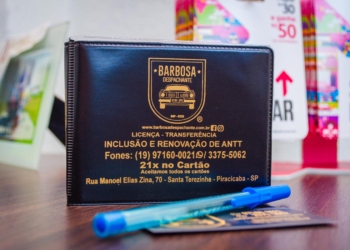 30
e ganhe
R$ 50
BARBOSA
DESPACHANTE
www.barbosadespachante.com.br
LICENÇA - TRANSFERÊNCIA
INCLUSÃO E RENOVAÇÃO DE ANTT
Fones: (19) 97160-0021 / 3375-5062
21x no Cartão
Aceitamos todos os cartões
Rua Manoel Elias Zina, 70 - Santa Terezinha - Piracicaba - SP
AR